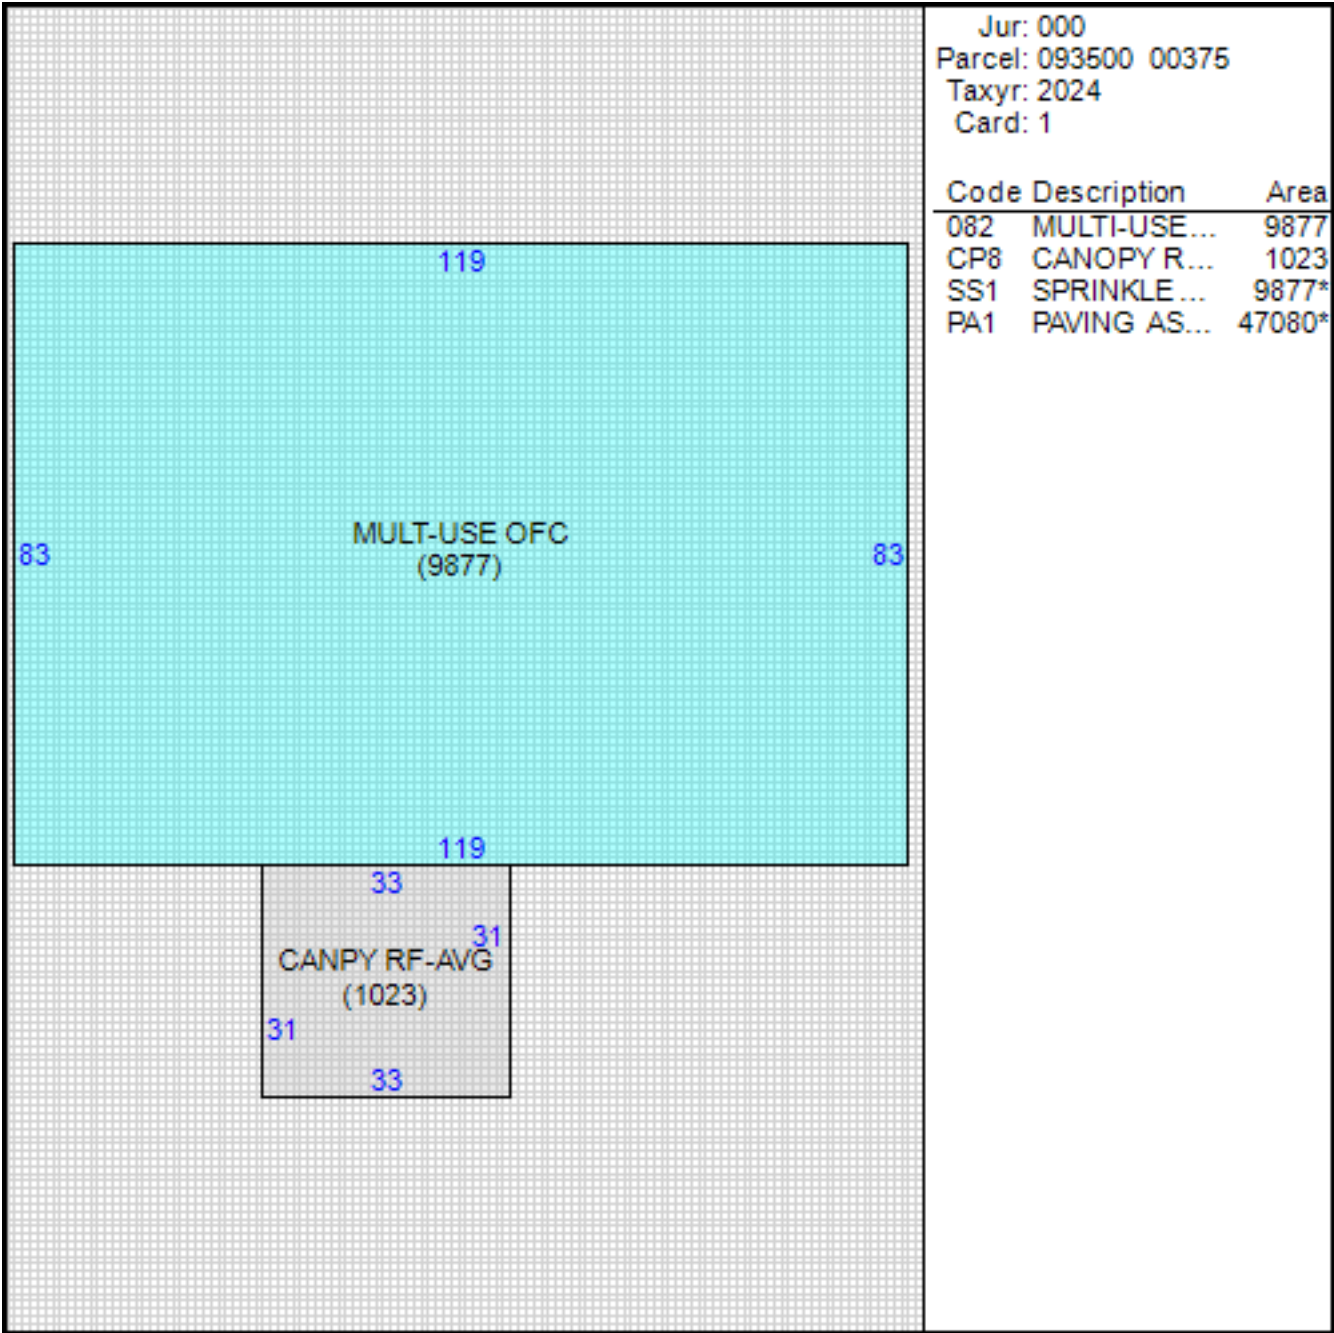 Jur: 000
Parcel: 093500 00375
Taxyr: 2024
Card: 1
Code Description Area
082 MULTI-USE... 9877
CP8 CANOPY R... 1023
SS1 SPRINKLE... 9877*
PA1 PAVING AS... 47080*
119
MULT-USE OFC
83 83
(9877)
119
33
31
CANPY RF-AVG
(1023)
31
33